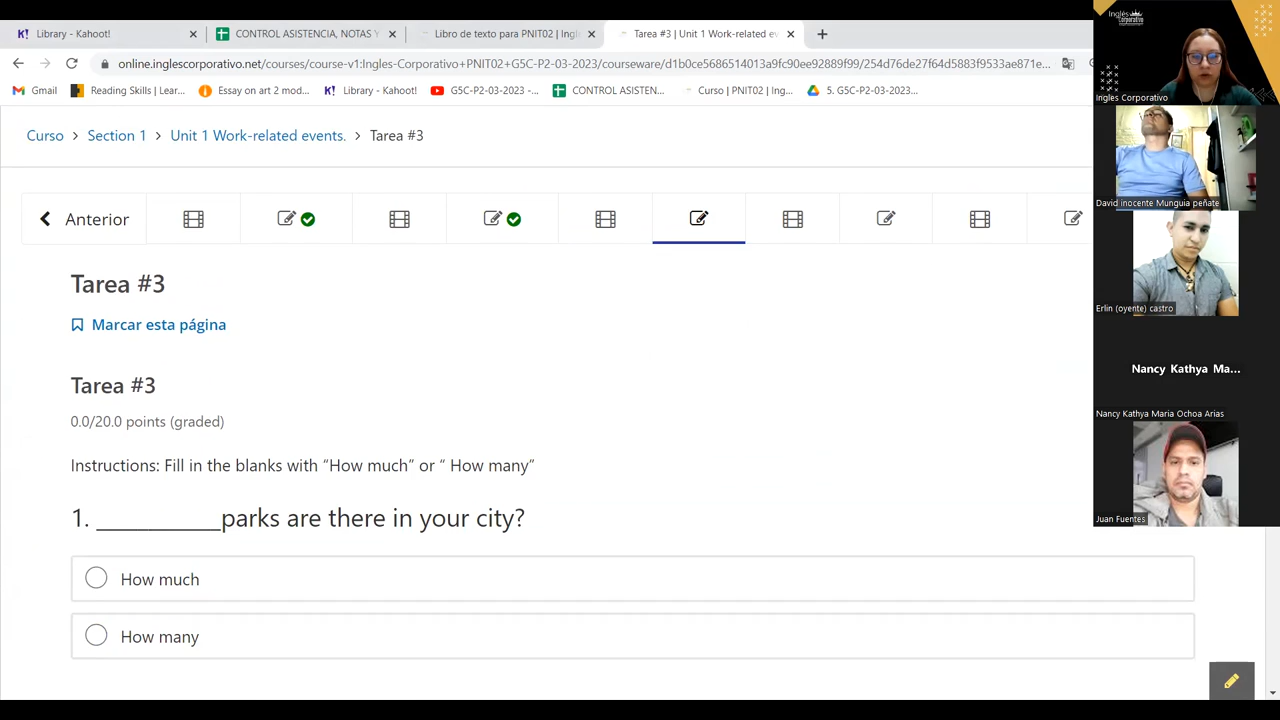 Library - Kahoot!
CONTROL ASISTENCIA, NOTAS Y
Libro de texto para PNIT02 | Ingl
Tarea #3 | Unit 1 Work-related ev
online.inglescorporativo.net/courses/course-v1:Ingles-Corporativo+PNIT02+G5C-P2-03-2023/courseware/d1b0ce5686514013a9fc90ee92889f99/254d76de27f64d5883f9533ae871e...
Gmail
Reading Skills | Lear...
Essay on art 2 mod...
Library - Kahoot!
G5C-P2-03-2023 -...
CONTROL ASISTEN...
Curso | PNIT02 | Ing...
5. G5C-P2-03-2023...
Curso > Section 1 > Unit 1 Work-related events. > Tarea #3
Anterior
Tarea #3
Marcar esta página
Tarea #3
0.0/20.0 points (graded)
Instructions: Fill in the blanks with “How much” or “ How many”
1. ___________parks are there in your city?
How much
How many
Inglés
Corporativo
Ingles Corporativo
David inocente Munguia peñate
Erlin (oyente) castro
Nancy Kathya Ma...
Nancy Kathya Maria Ochoa Arias
Juan Fuentes